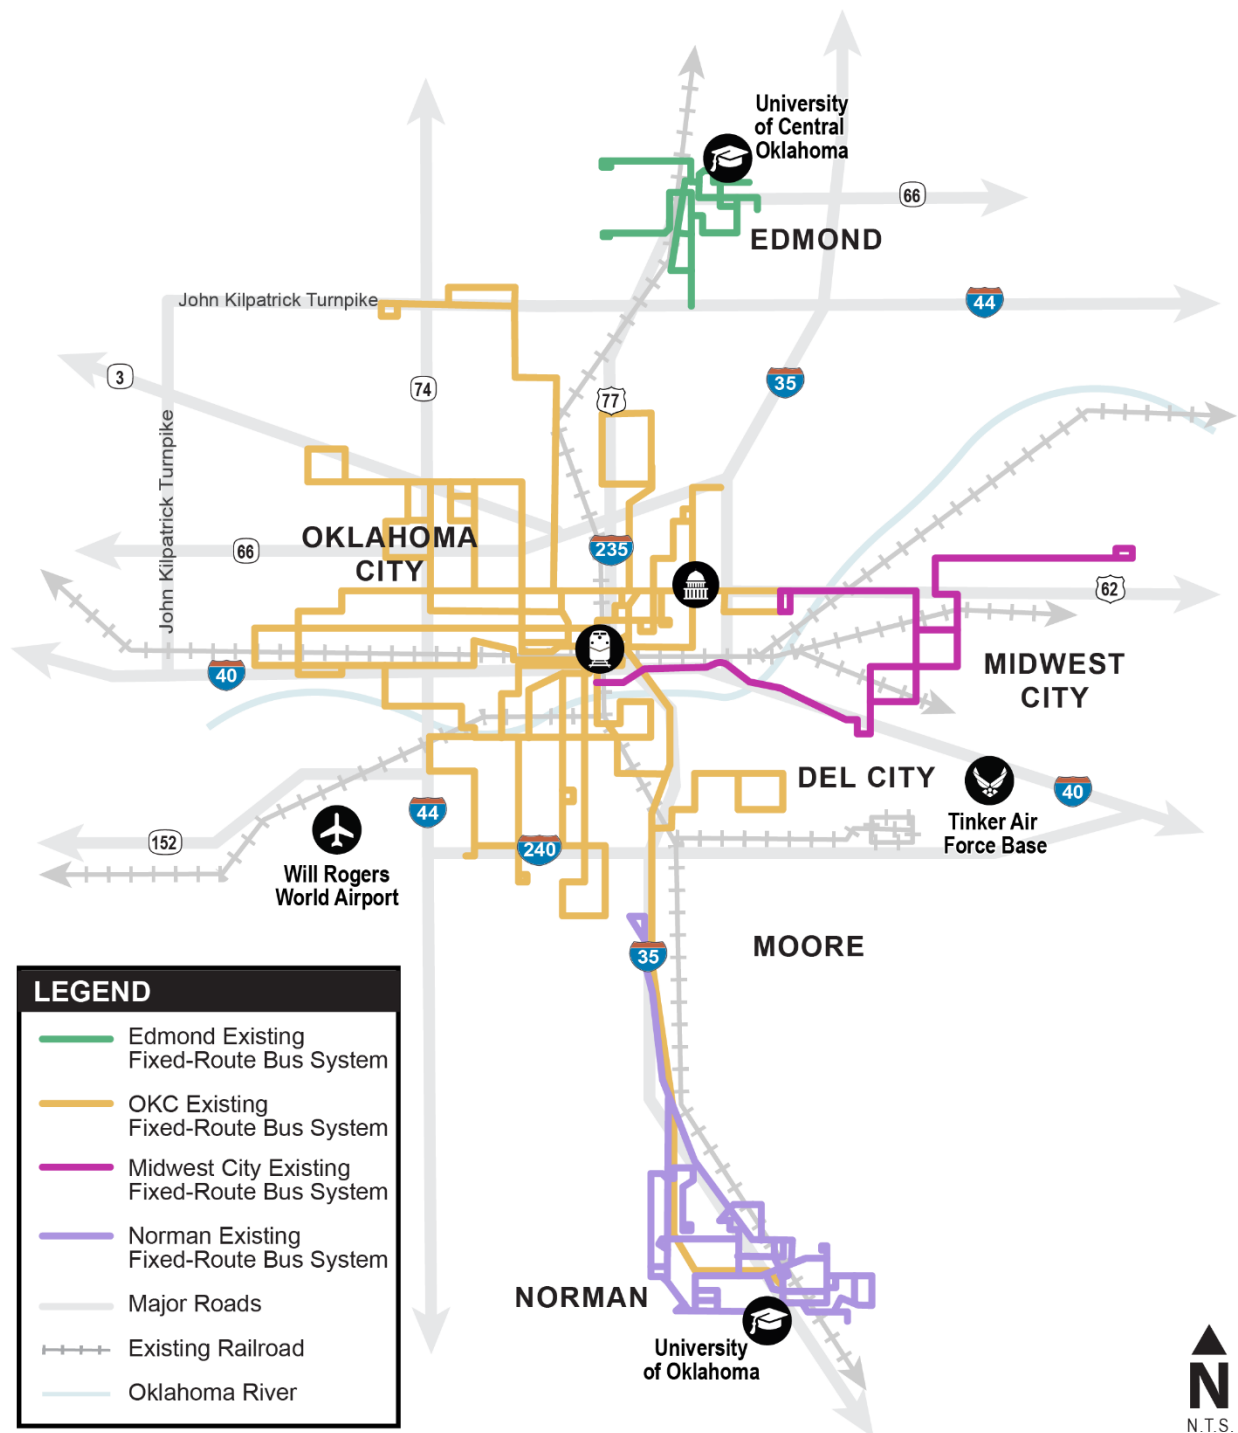 University
of Central
Oklahoma
66
EDMOND
John Kilpatrick Turnpike
44
3
74
77
35
John Kilpatrick Turnpike
OKLAHOMA
CITY
66
235
62
MIDWEST
CITY
40
DEL CITY
40
44
Tinker Air
Force Base
152
240
Will Rogers
World Airport
MOORE
35
LEGEND
Edmond Existing
Fixed-Route Bus System
OKC Existing
Fixed-Route Bus System
Midwest City Existing
Fixed-Route Bus System
Norman Existing
Fixed-Route Bus System
Major Roads
Existing Railroad
Oklahoma River
NORMAN
University
of Oklahoma
N
N.T.S.